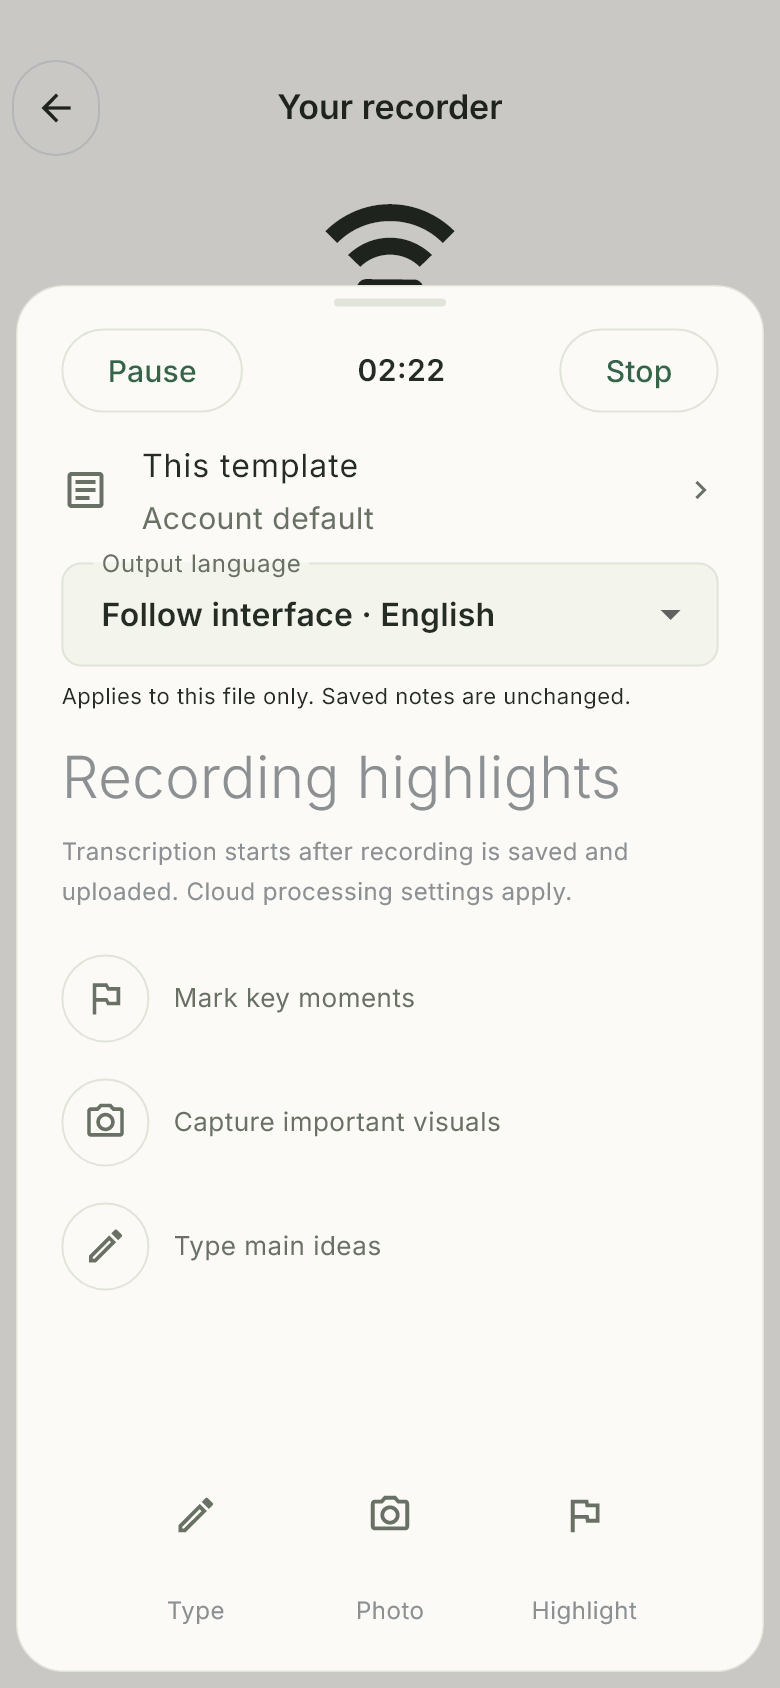 Your recorder
Pause
02:22
Stop
This template
Account default
Output language
Follow interface · English
Applies to this file only. Saved notes are unchanged.
Recording highlights
Transcription starts after recording is saved and
uploaded. Cloud processing settings apply.
Mark key moments
Capture important visuals
Type main ideas
Type
Photo
Highlight